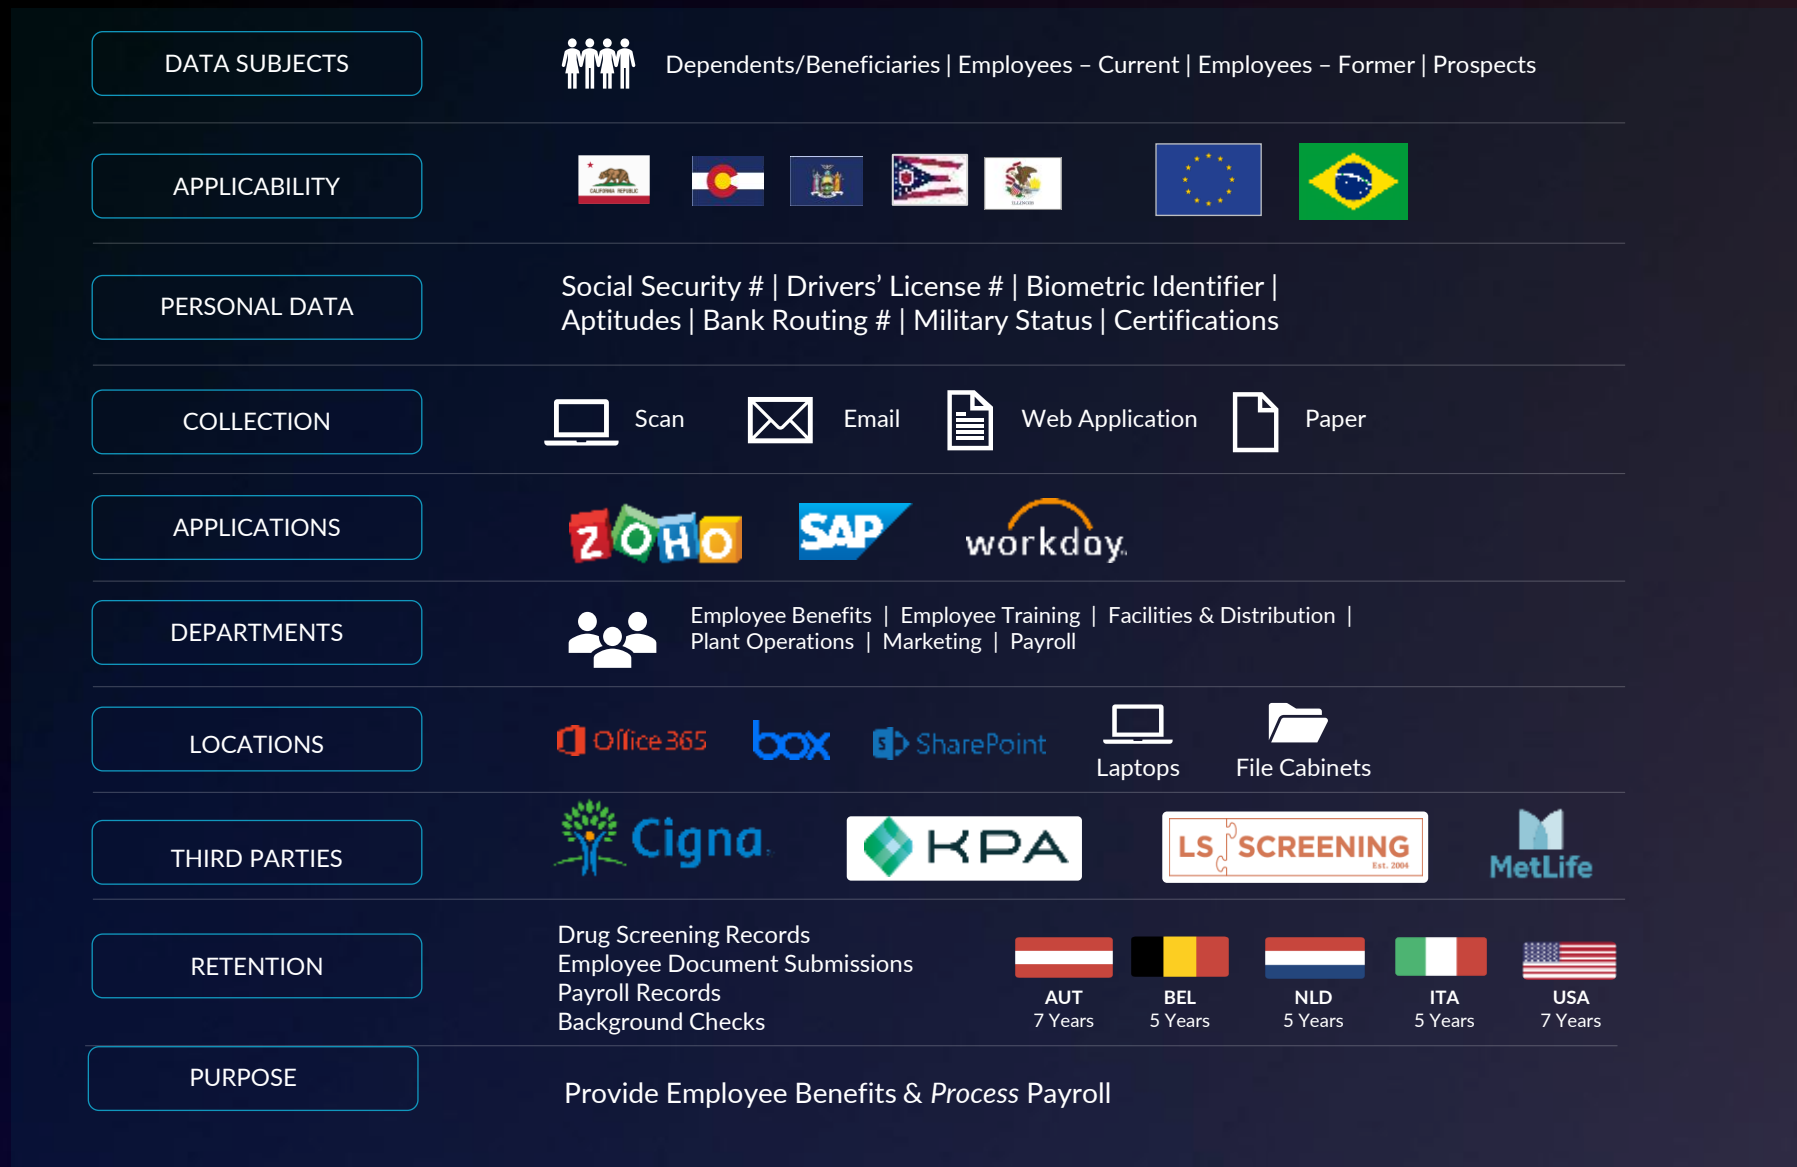 DATA SUBJECTS
Dependents/Beneficiaries | Employees – Current | Employees – Former | Prospects
APPLICABILITY
CALIFORNIA REPUBLIC
ILLINOIS
PERSONAL DATA
Social Security # | Drivers’ License # | Biometric Identifier |
Aptitudes | Bank Routing # | Military Status | Certifications
COLLECTION
Scan
Email
Web Application
Paper
APPLICATIONS
ZOHO
SAP
workday.
DEPARTMENTS
Employee Benefits | Employee Training | Facilities & Distribution |
Plant Operations | Marketing | Payroll
LOCATIONS
Office 365
box
S SharePoint
Laptops
File Cabinets
THIRD PARTIES
Cigna
KPA
LS SCREENING
Est. 2004
MetLife
RETENTION
Drug Screening Records
Employee Document Submissions
Payroll Records
Background Checks
AUT
7 Years
BEL
5 Years
NLD
5 Years
ITA
5 Years
USA
7 Years
PURPOSE
Provide Employee Benefits & Process Payroll